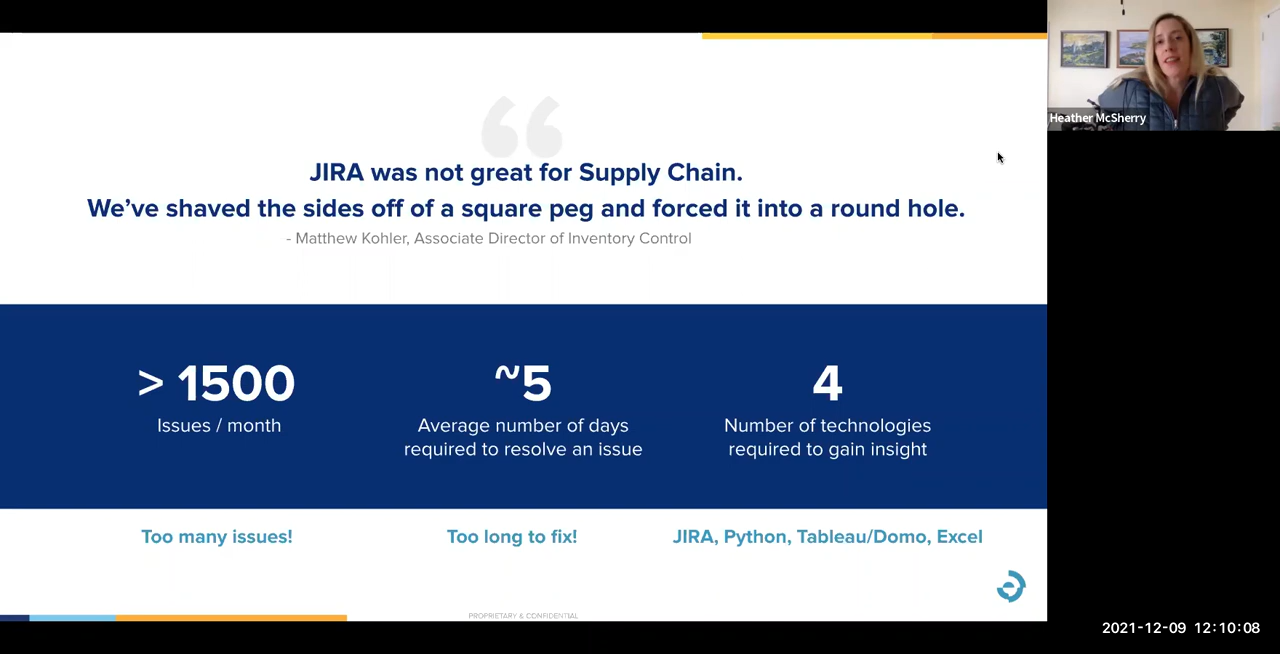 Heather McSherry
JIRA was not great for Supply Chain.
We’ve shaved the sides off of a square peg and forced it into a round hole.
- Matthew Kohler, Associate Director of Inventory Control
> 1500
Issues / month
~5
Average number of days
required to resolve an issue
4
Number of technologies
required to gain insight
Too many issues!
Too long to fix!
JIRA, Python, Tableau/Domo, Excel
PROPRIETARY & CONFIDENTIAL
2021-12-09 12:10:08